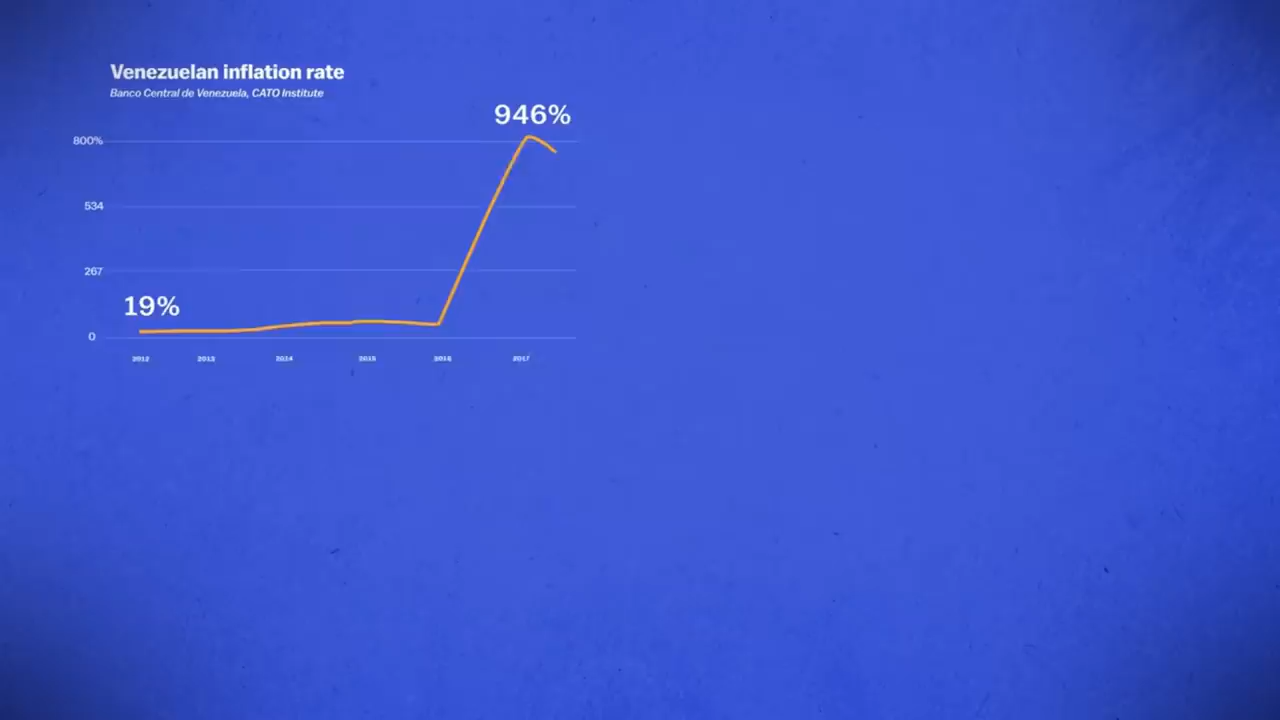 Venezuelan inflation rate
Banco Central de Venezuela, CATO Institute
946%
800%
534
267
19%
0
2012 2013 2014 2015 2016 2017